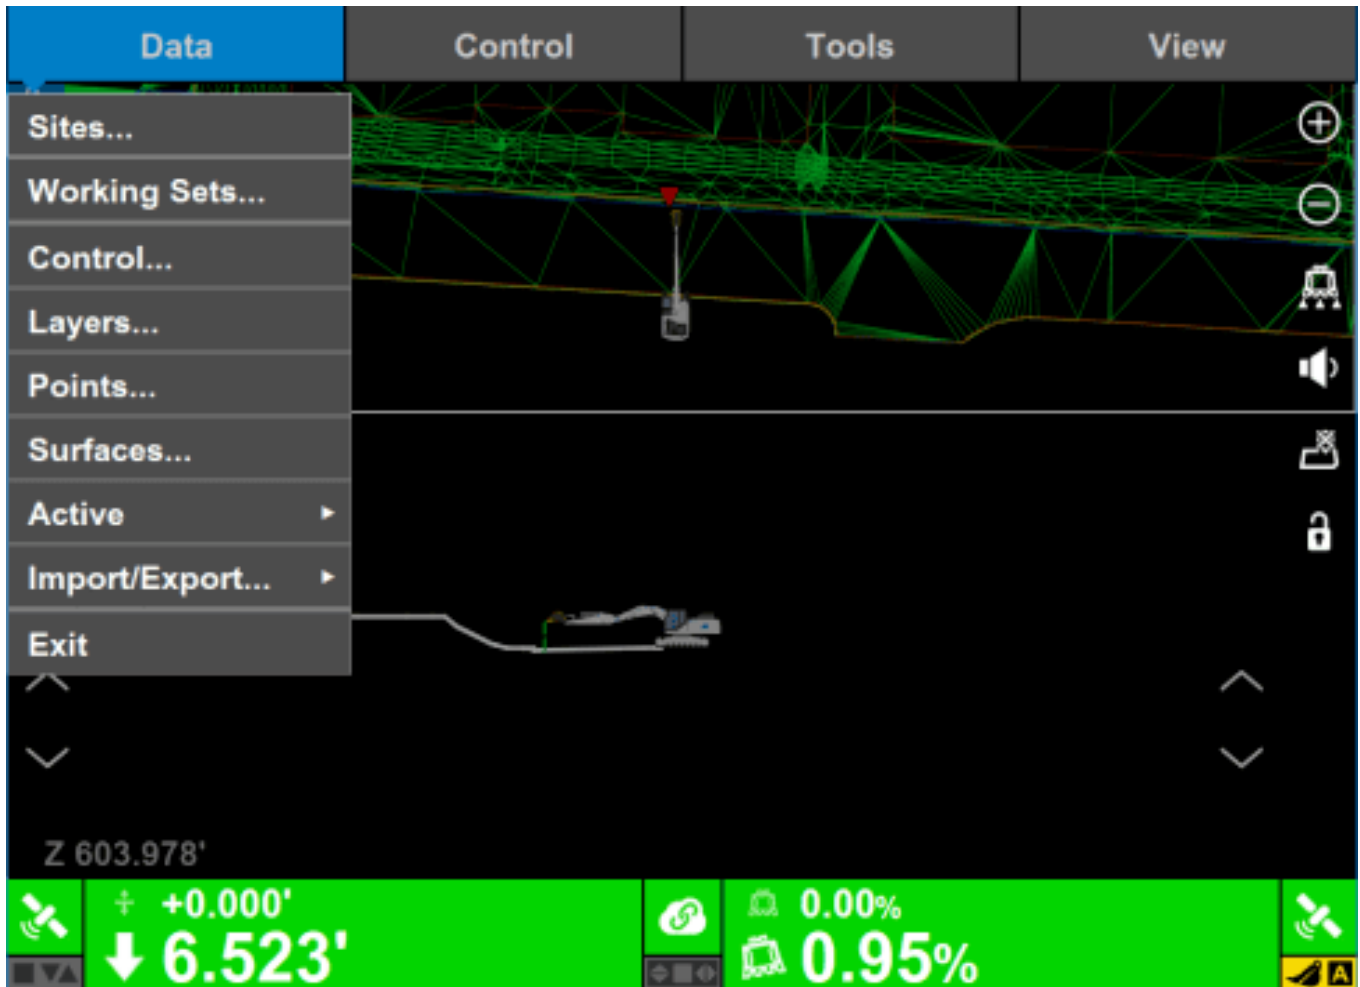 Data Control Tools View
Sites...
Working Sets...
Control...
Layers...
Points...
Surfaces...
Active
Import/Export...
Exit
Z 603.978'
+0.000' 0.00%
6.523' 0.95%
A